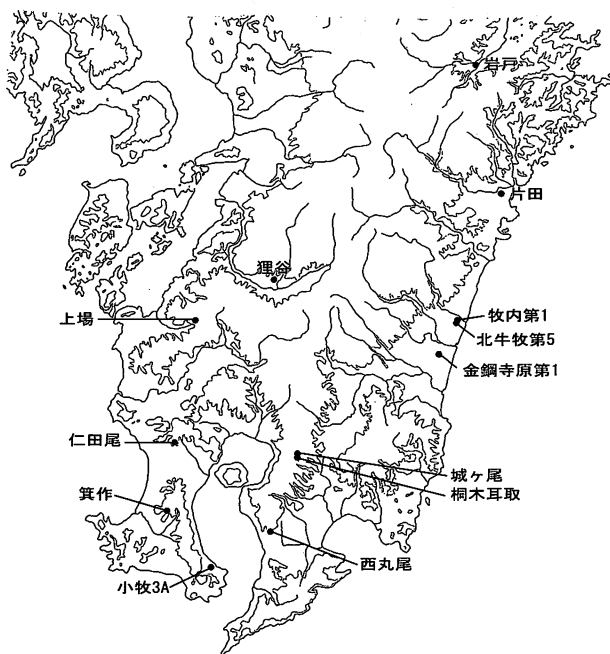 岩戸
片田
狸谷
上場
牧内第1
北牛牧第5
金鋼寺原第1
仁田尾
城ヶ尾
桐木耳取
箕作
西丸尾
小牧3A